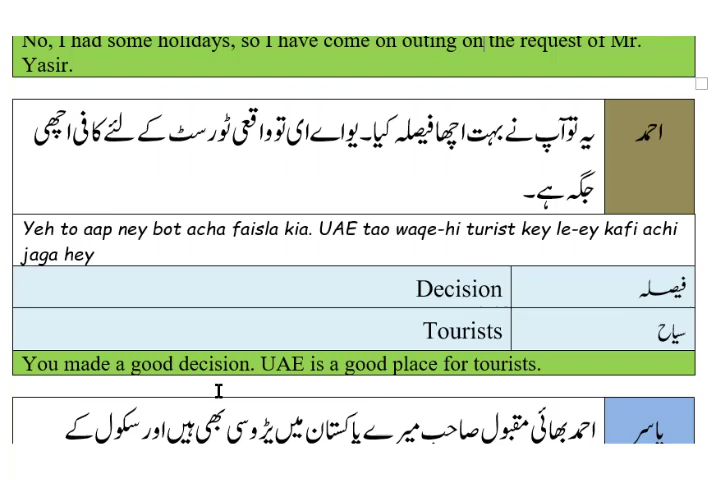 No, I had some holidays, so I have come on outing on the request of Mr.
Yasir.
احمد
یہ تو آپ نے بہت اچھا فیصلہ کیا۔ یو اے ای تو واقعی ٹورسٹ کے لئے کافی اچھی
جگہ ہے۔
Yeh to aap ney bot acha faisla kia. UAE tao waqe-hi turist key le-ey kafi achi
jaga hey
فیصلہ Decision
سیاح Tourists
You made a good decision. UAE is a good place for tourists.
یاسر
احمد بھائی مقبول صاحب میرے پاکستان میں پڑوسی بھی ہیں اور سکول کے